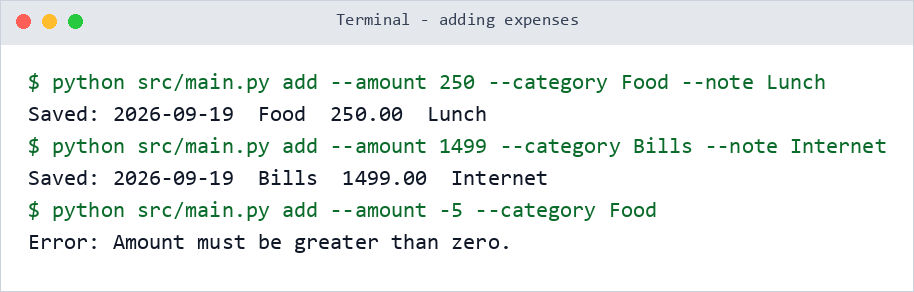 Terminal - adding expenses
$ python src/main.py add --amount 250 --category Food --note Lunch
Saved: 2026-09-19  Food  250.00  Lunch
$ python src/main.py add --amount 1499 --category Bills --note Internet
Saved: 2026-09-19  Bills  1499.00  Internet
$ python src/main.py add --amount -5 --category Food
Error: Amount must be greater than zero.